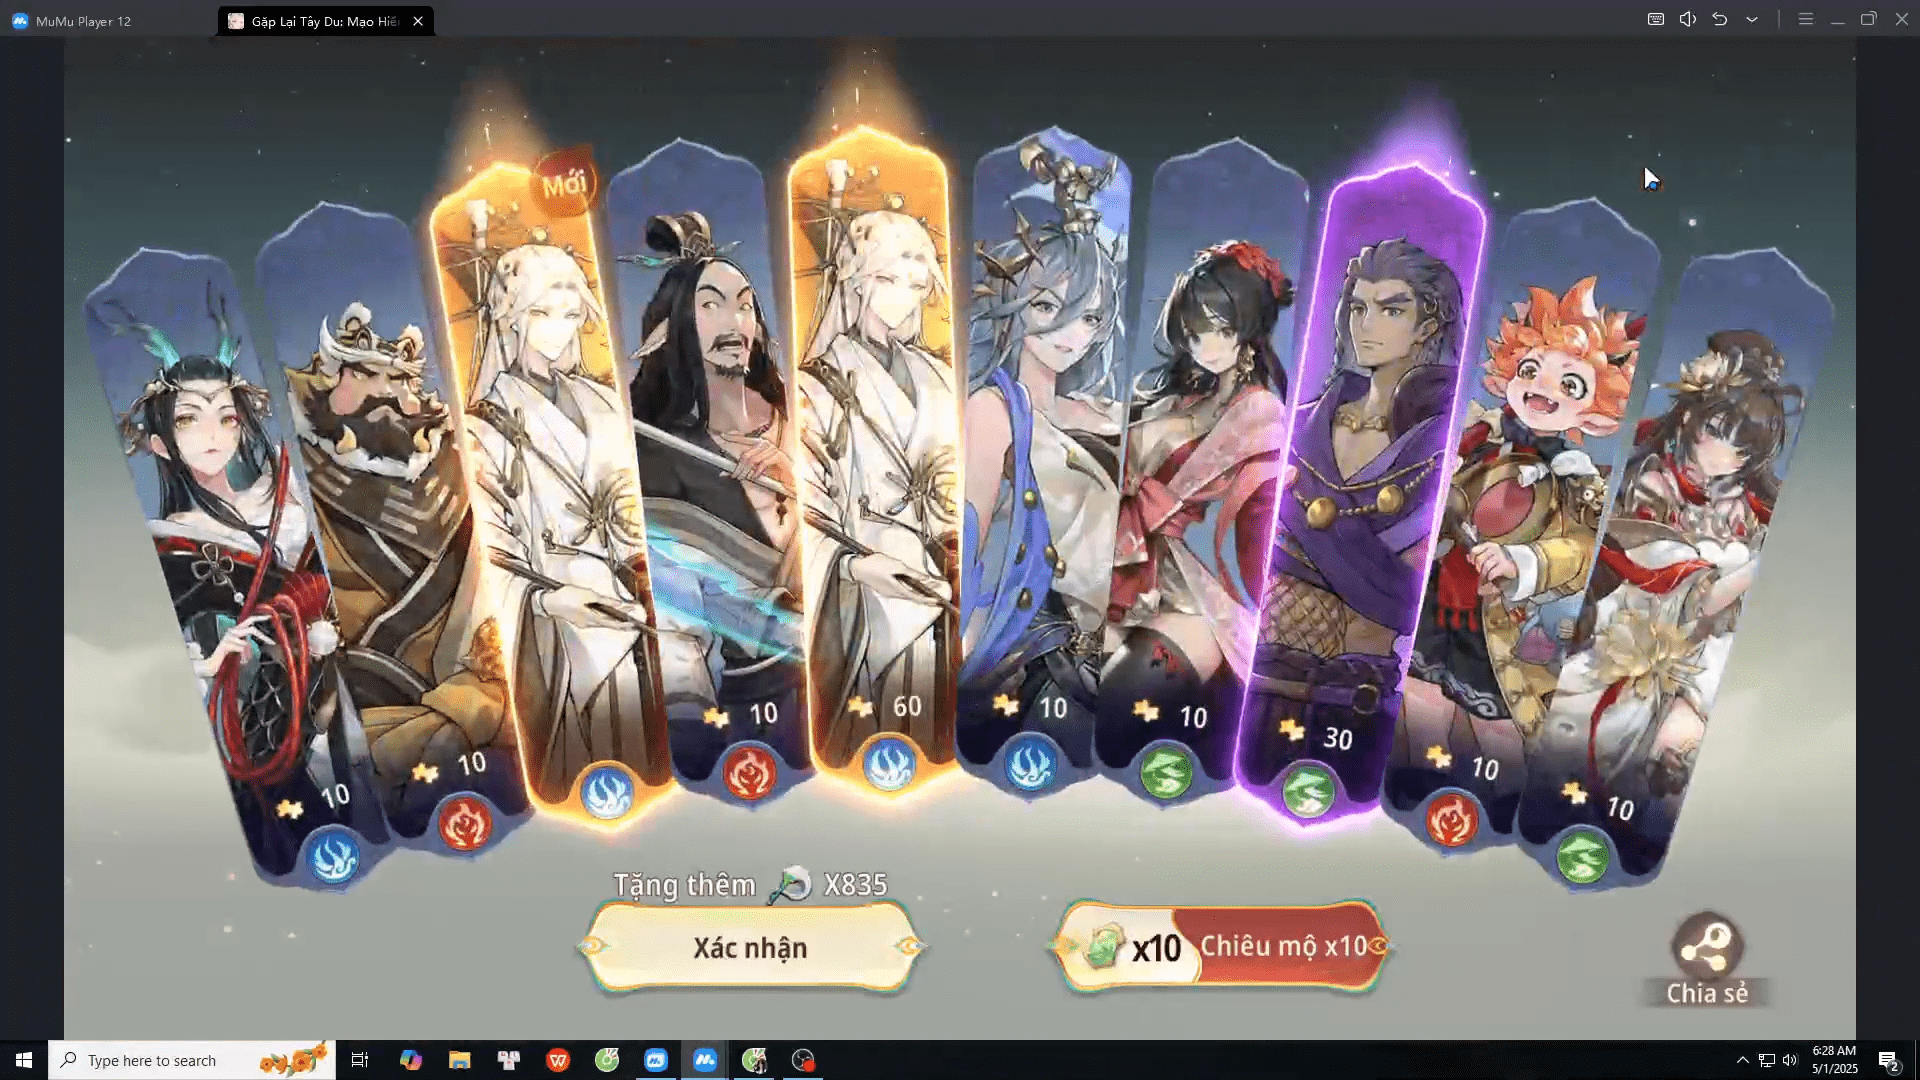 MuMu Player 12
Gặp Lại Tây Du: Mạo Hiể
Mới
10
10
10
60
10
10
30
10
10
Tặng thêm X835
Xác nhận
x10 Chiêu mộ x10
Chia sẻ
Type here to search
6:28 AM
5/1/2025
2